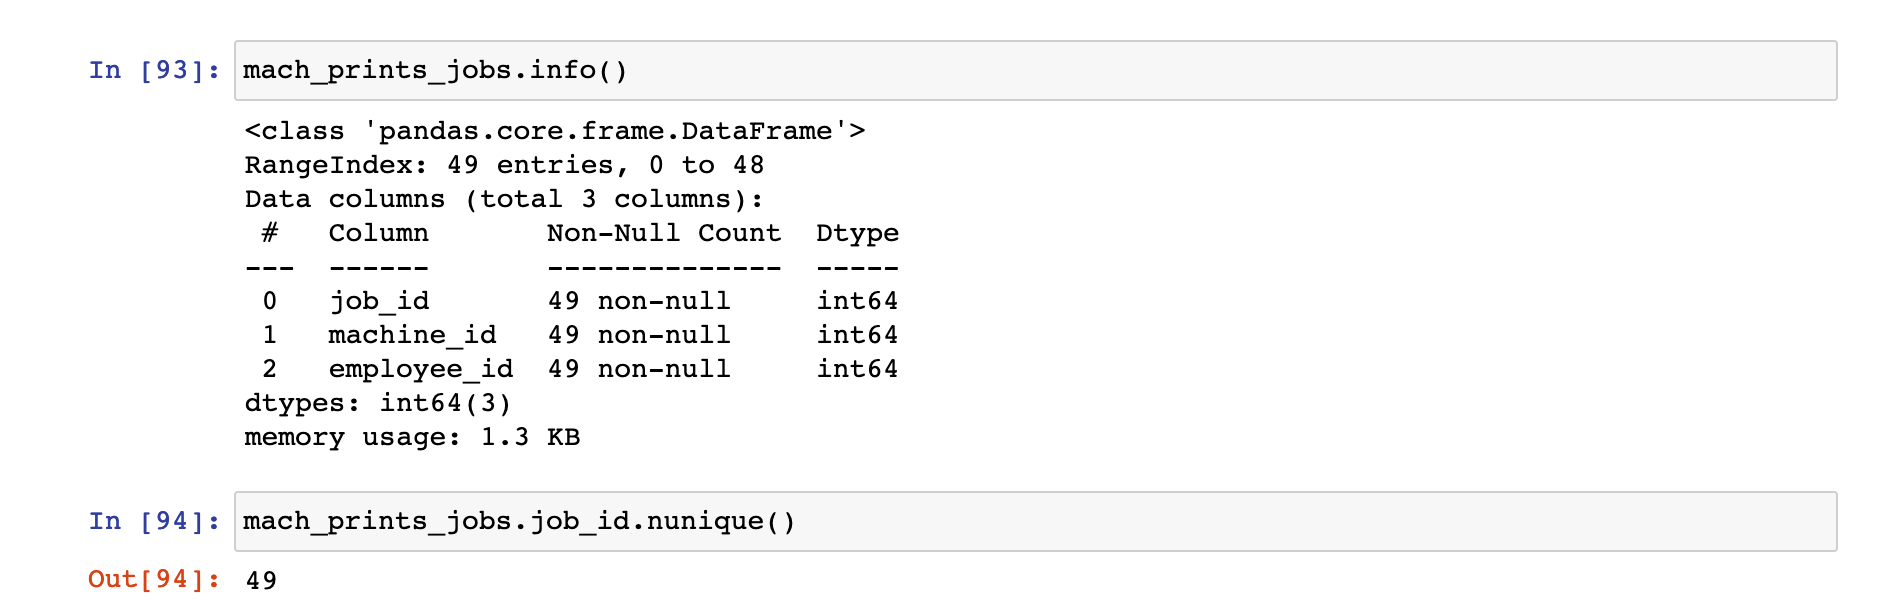 In [93]: mach_prints_jobs.info()
<class 'pandas.core.frame.DataFrame'>
RangeIndex: 49 entries, 0 to 48
Data columns (total 3 columns):
 #   Column       Non-Null Count  Dtype
---  ------       --------------  -----
 0   job_id       49 non-null     int64
 1   machine_id   49 non-null     int64
 2   employee_id  49 non-null     int64
dtypes: int64(3)
memory usage: 1.3 KB
In [94]: mach_prints_jobs.job_id.nunique()
Out[94]: 49